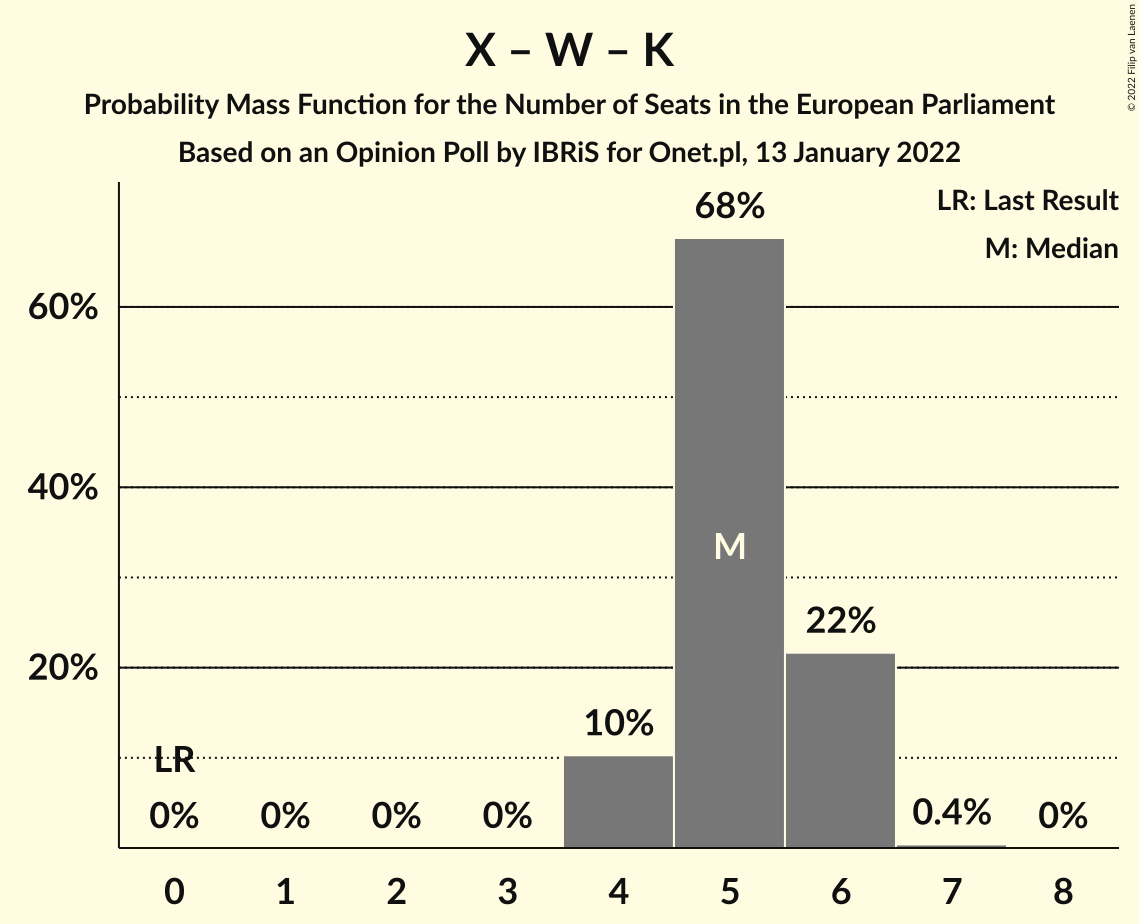 X – W – K
Probability Mass Function for the Number of Seats in the European Parliament
Based on an Opinion Poll by IBRiS for Onet.pl, 13 January 2022
© 2022 Filip van Laenen
LR: Last Result
M: Median
68%
60%
40%
M
22%
20%
10%
LR
0% 0% 0% 0% 0.4% 0%
0 1 2 3 4 5 6 7 8